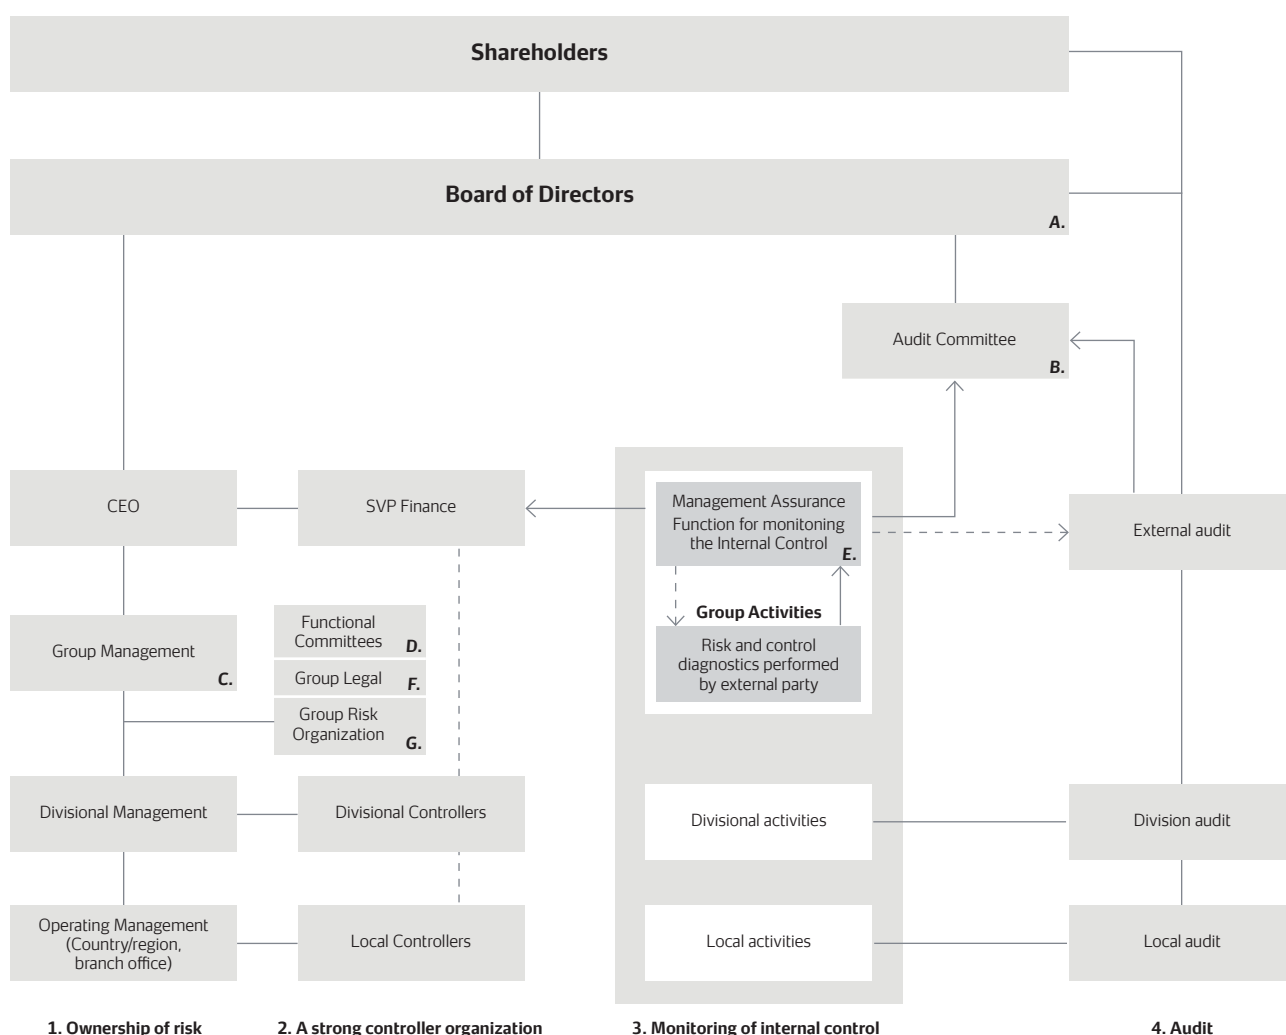 Shareholders
Board of Directors
A.
Audit Committee
B.
CEO
SVP Finance
Management Assurance
Function for monitoring
the Internal Control
E.
External audit
Group Management
C.
Functional
Committees
D.
Group Legal
F.
Group Risk
Organization
G.
Group Activities
Risk and control
diagnostics performed
by external party
Divisional Management
Divisional Controllers
Divisional activities
Division audit
Operating Management
(Country/region,
branch office)
Local Controllers
Local activities
Local audit
1. Ownership of risk
2. A strong controller organization
3. Monitoring of internal control
4. Audit